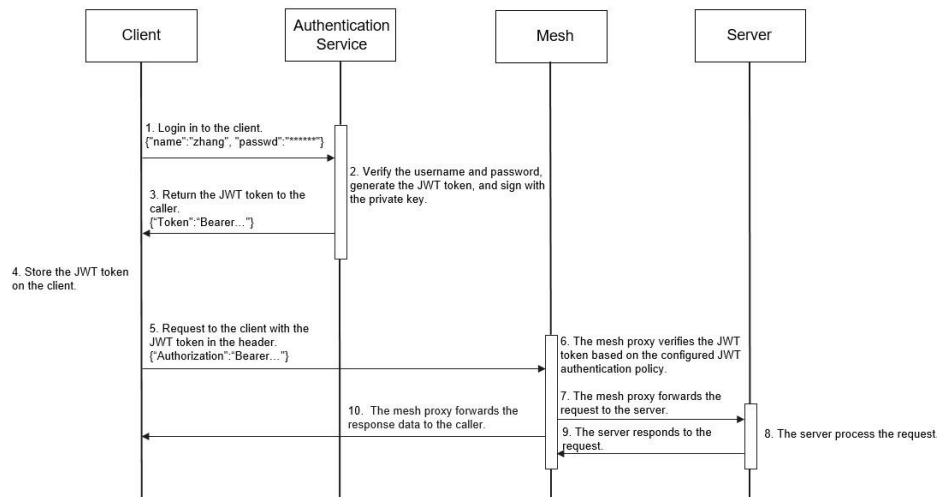 Client
Authentication
Service
Mesh
Server
1. Login in to the client.
{"name":"zhang", "passwd":"******"}
2. Verify the username and password,
generate the JWT token, and sign with
the private key.
3. Return the JWT token to the
caller.
{“Token”:“Bearer...”}
4. Store the JWT token
on the client.
5. Request to the client with the
JWT token in the header.
{“Authorization”:“Bearer...”}
6. The mesh proxy verifies the JWT
token based on the configured JWT
authentication policy.
7. The mesh proxy forwards the
request to the server.
8. The server process the request
9. The server responds to the
request.
10. The mesh proxy forwards the
response data to the caller.